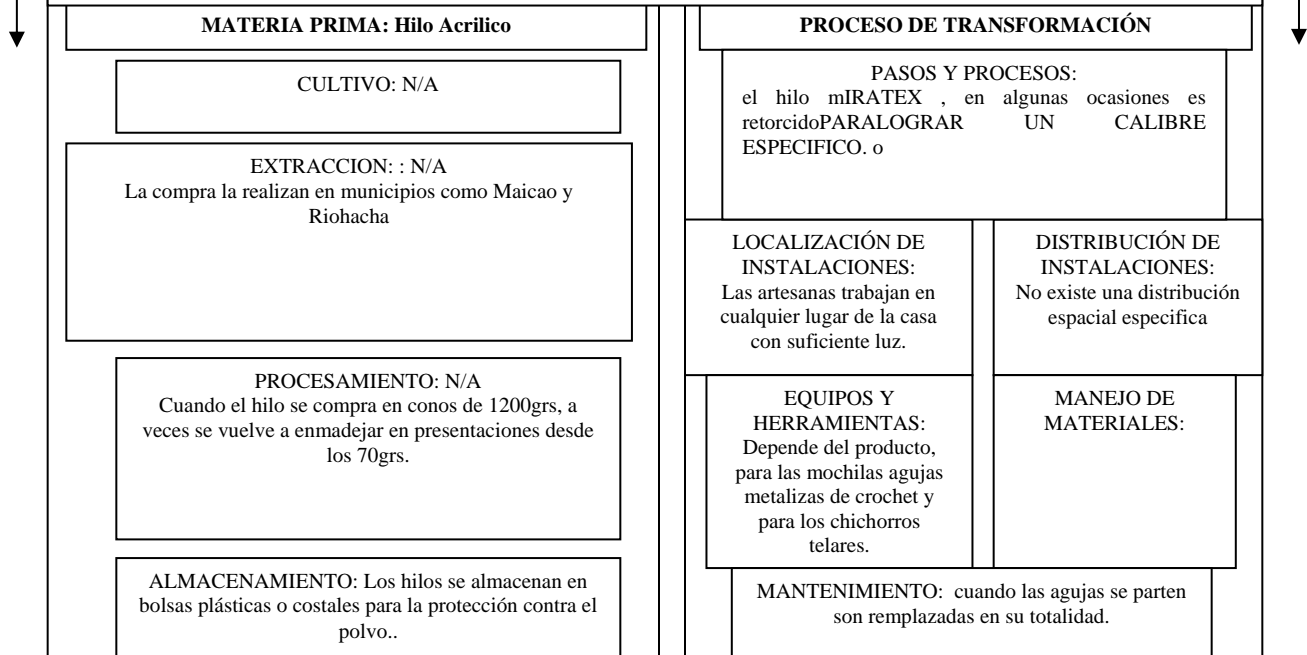 MATERIA PRIMA: Hilo Acrilico
CULTIVO: N/A
EXTRACCION: : N/A
La compra la realizan en municipios como Maicao y
Riohacha
PROCESAMIENTO: N/A
Cuando el hilo se compra en conos de 1200grs, a
veces se vuelve a enmadejar en presentaciones desde
los 70grs.
ALMACENAMIENTO: Los hilos se almacenan en
bolsas plásticas o costales para la protección contra el
polvo..
PROCESO DE TRANSFORMACIÓN
PASOS Y PROCESOS:
el hilo mIRATEX , en algunas ocasiones es
retorcidoPARALOGRAR UN CALIBRE
ESPECIFICO. o
LOCALIZACIÓN DE
INSTALACIONES:
Las artesanas trabajan en
cualquier lugar de la casa
con suficiente luz.
DISTRIBUCIÓN DE
INSTALACIONES:
No existe una distribución
espacial especifica
EQUIPOS Y
HERRAMIENTAS:
Depende del producto,
para las mochilas agujas
metalizas de crochet y
para los chichorros
telares.
MANEJO DE
MATERIALES:
MANTENIMIENTO: cuando las agujas se parten
son remplazadas en su totalidad.